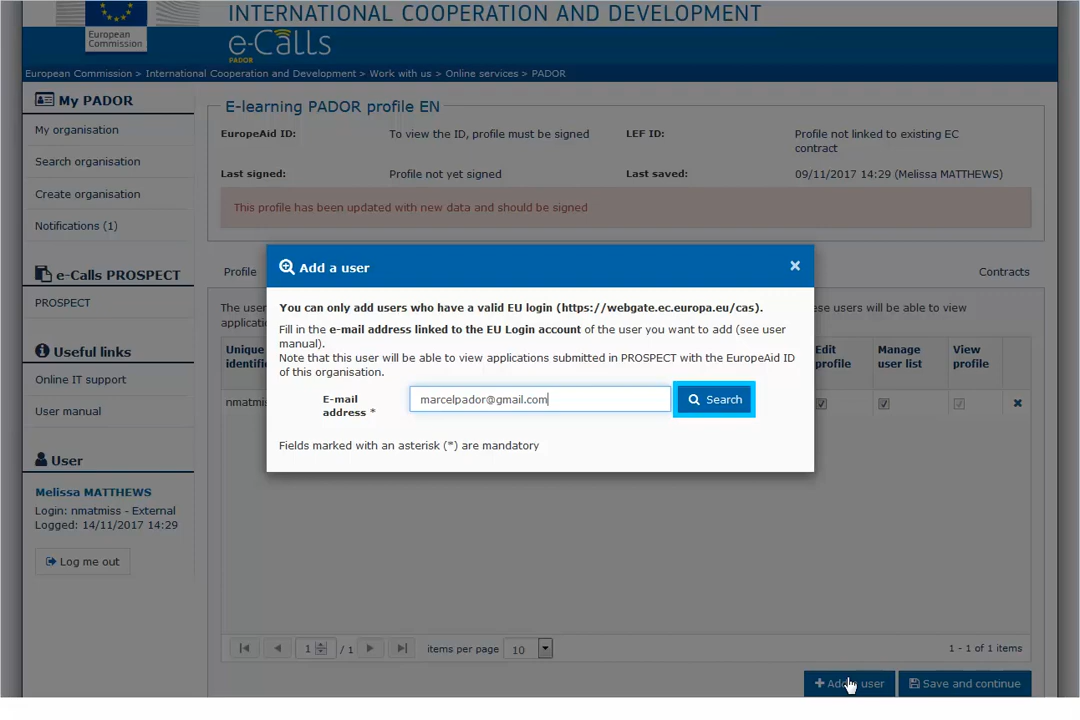 INTERNATIONAL COOPERATION AND DEVELOPMENT
European
Commission
e-Calls
PADOR
European Commission > International Cooperation and Development > Work with us > Online services > PADOR
My PADOR
My organisation
Search organisation
Create organisation
Notifications (1)
e-Calls PROSPECT
PROSPECT
Useful links
Online IT support
User manual
User
Melissa MATTHEWS
Login: nmatmiss - External
Logged: 14/11/2017 14:29
Log me out
E-learning PADOR profile EN
EuropeAid ID: To view the ID, profile must be signed LEF ID: Profile not linked to existing EC
contract
Last signed: Profile not yet signed Last saved: 09/11/2017 14:29 (Melissa MATTHEWS)
This profile has been updated with new data and should be signed
Profile Contracts
The user ese users will be able to view
applicatio
Unique Edit Manage View
identifie profile user list profile
nmatmis
Add a user
You can only add users who have a valid EU login (https://webgate.ec.europa.eu/cas).
Fill in the e-mail address linked to the EU Login account of the user you want to add (see user
manual).
Note that this user will be able to view applications submitted in PROSPECT with the EuropeAid ID
of this organisation.
E-mail
address *
marcelpador@gmail.com
Search
Fields marked with an asterisk (*) are mandatory
1 / 1 items per page 10 1 - 1 of 1 items
Add user Save and continue